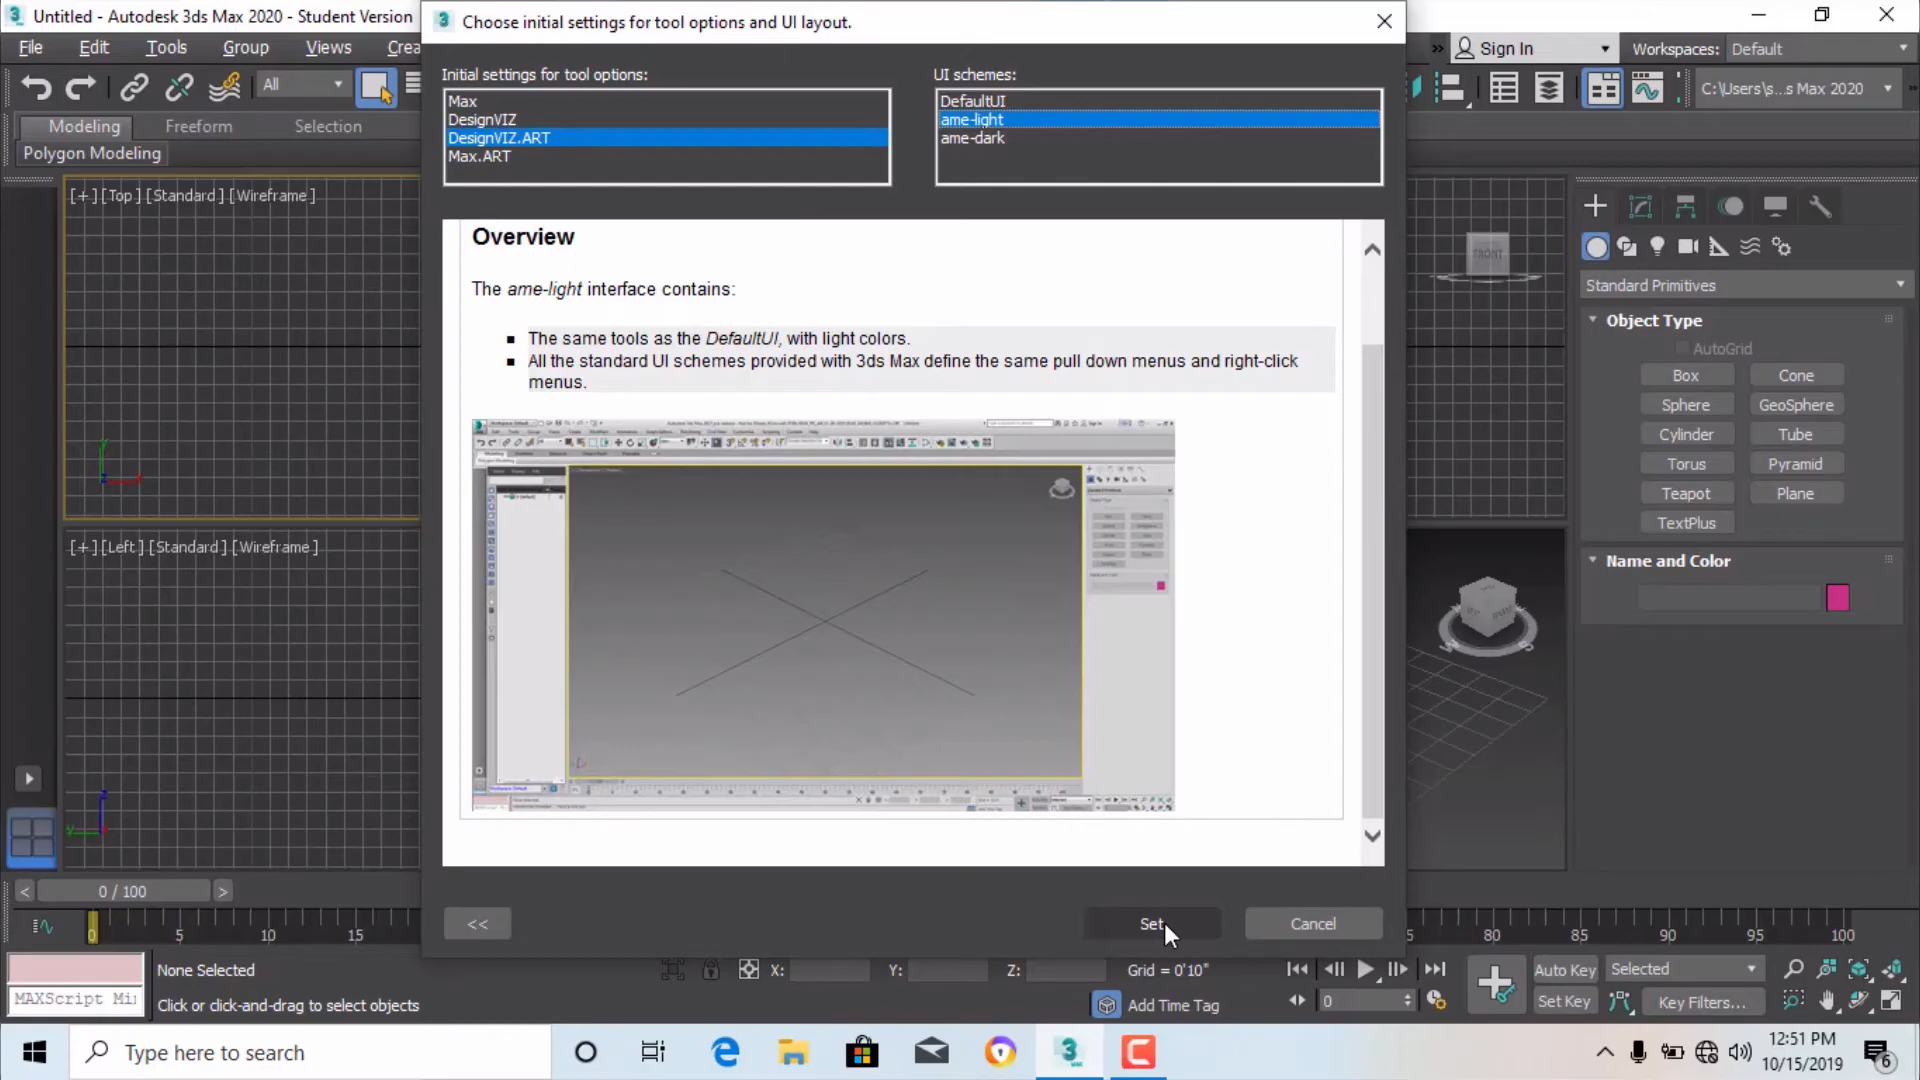 Untitled - Autodesk 3ds Max 2020 - Student Version
Choose initial settings for tool options and UI layout.
File Edit Tools Group Views Crea
Sign In Workspaces: Default
Initial settings for tool options:
UI schemes:
All
C:\Users\s...s Max 2020
Max
DesignVIZ
DesignVIZ.ART
Max.ART
DefaultUI
ame-light
ame-dark
Modeling Freeform Selection
Polygon Modeling
[+] [Top ] [Standard ] [Wireframe ]
[+] [Left ] [Standard ] [Wireframe ]
Overview
The ame-light interface contains:
The same tools as the DefaultUI, with light colors.
All the standard UI schemes provided with 3ds Max define the same pull down menus and right-click
menus.
FRONT
Standard Primitives
Object Type
AutoGrid
Box Cone
Sphere GeoSphere
Cylinder Tube
Torus Pyramid
Teapot Plane
TextPlus
Name and Color
<< Set Cancel
< 0 / 100 >
0 5 10 15
80 85 90 95 100
None Selected
X: Y: Z: Grid = 0'10"
Auto Key Selected
MAXScript Mi
Click or click-and-drag to select objects
Add Time Tag
0
Set Key Key Filters...
Type here to search
12:51 PM
10/15/2019
6